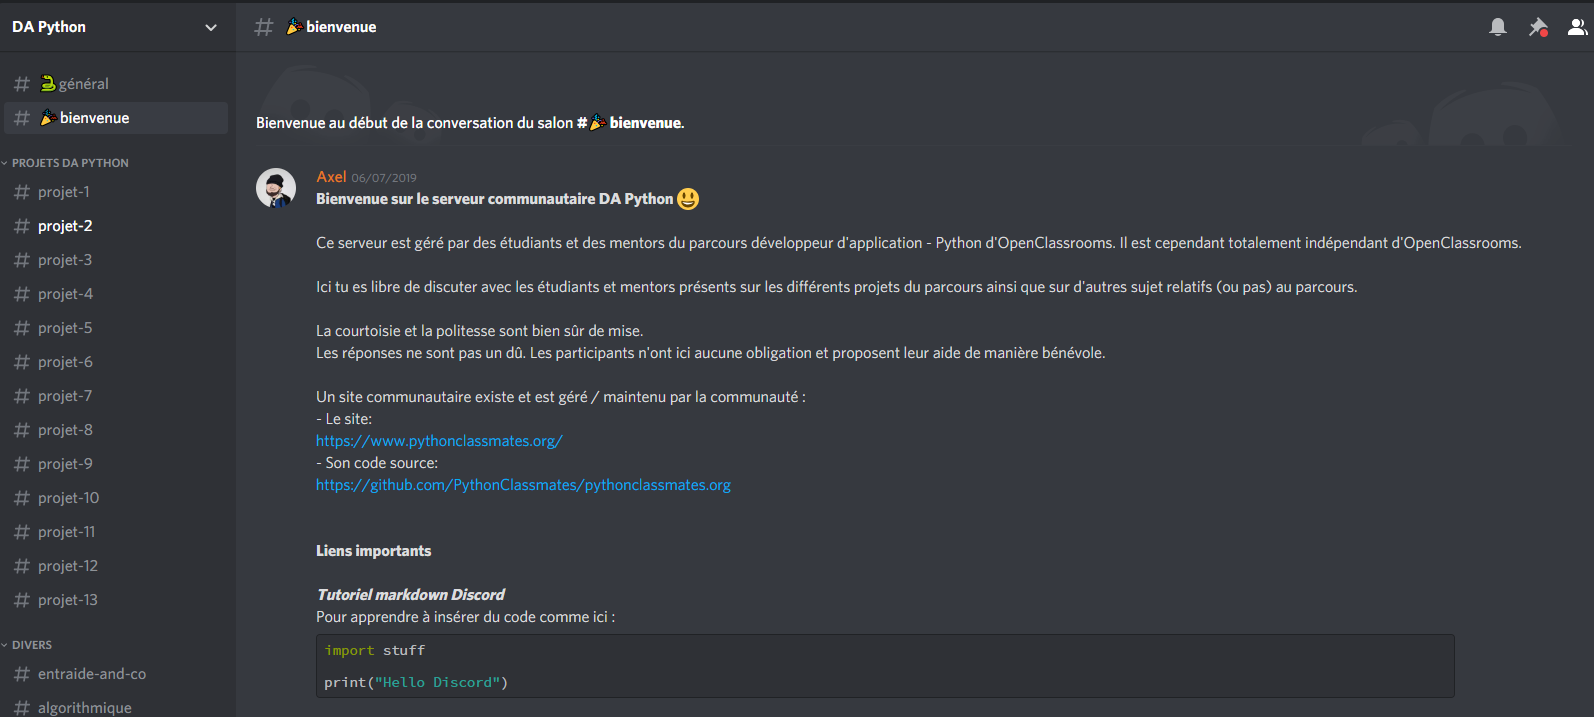 DA Python
# 🎉bienvenue
# 🐍général
# 🎉bienvenue
PROJETS DA PYTHON
# projet-1
# projet-2
# projet-3
# projet-4
# projet-5
# projet-6
# projet-7
# projet-8
# projet-9
# projet-10
# projet-11
# projet-12
# projet-13
DIVERS
# entraide-and-co
# algorithmique
Bienvenue au début de la conversation du salon #🎉bienvenue.
Axel 06/07/2019
Bienvenue sur le serveur communautaire DA Python 😃
Ce serveur est géré par des étudiants et des mentors du parcours développeur d'application - Python d'OpenClassrooms. Il est cependant totalement indépendant d'OpenClassrooms.
Ici tu es libre de discuter avec les étudiants et mentors présents sur les différents projets du parcours ainsi que sur d'autres sujet relatifs (ou pas) au parcours.
La courtoisie et la politesse sont bien sûr de mise.
Les réponses ne sont pas un dû. Les participants n'ont ici aucune obligation et proposent leur aide de manière bénévole.
Un site communautaire existe et est géré / maintenu par la communauté :
- Le site:
https://www.pythonclassmates.org/
- Son code source:
https://github.com/PythonClassmates/pythonclassmates.org
Liens importants
Tutoriel markdown Discord
Pour apprendre à insérer du code comme ici :
import stuff
print("Hello Discord")